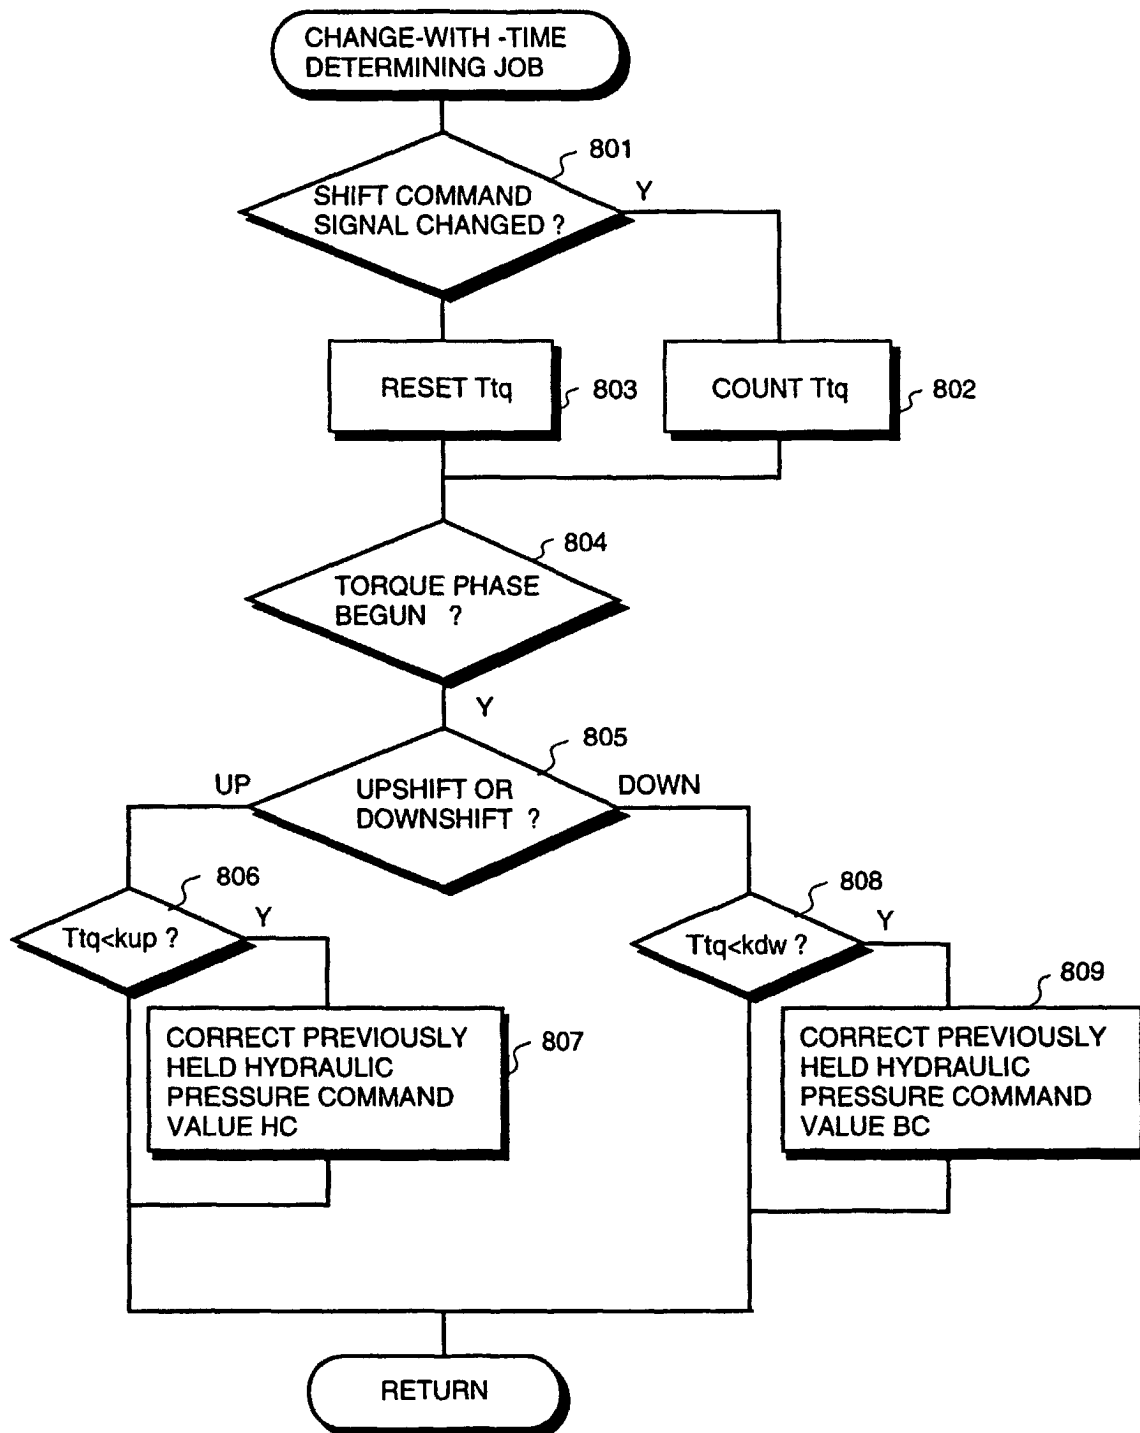 CHANGE-WITH -TIME
DETERMINING JOB
801
SHIFT COMMAND
SIGNAL CHANGED ?
Y
RESET Ttq
803
COUNT Ttq
802
804
TORQUE PHASE
BEGUN ?
Y
805
UP
UPSHIFT OR
DOWNSHIFT ?
DOWN
806
Ttq<kup ?
Y
808
Ttq<kdw ?
Y
CORRECT PREVIOUSLY
HELD HYDRAULIC
PRESSURE COMMAND
VALUE HC
807
809
CORRECT PREVIOUSLY
HELD HYDRAULIC
PRESSURE COMMAND
VALUE BC
RETURN